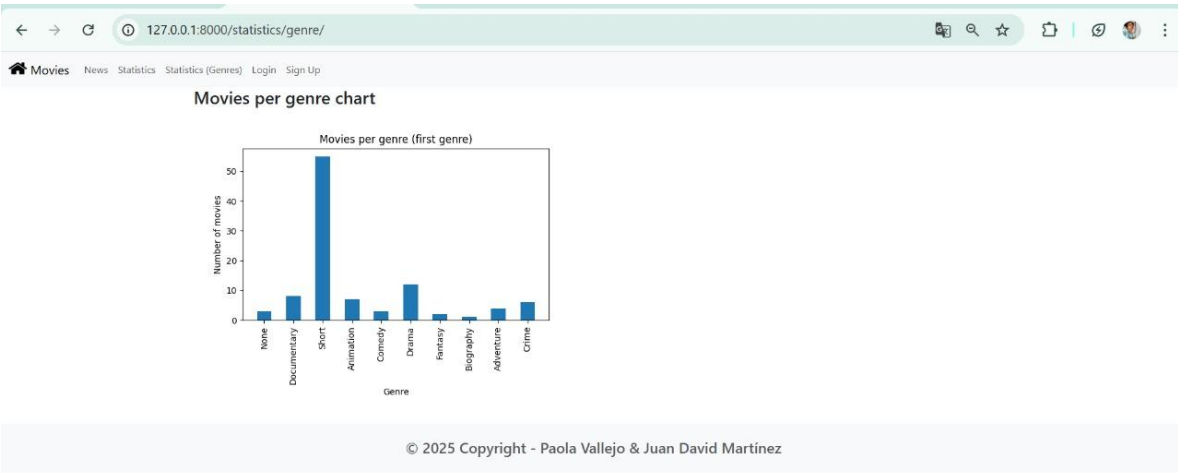 127.0.0.1:8000/statistics/genre/
Movies News Statistics Statistics (Genres) Login Sign Up
Movies per genre chart
Movies per genre (first genre)
Number of movies
50
40
30
20
10
0
None Documentary Short Animation Comedy Drama Fantasy Biography Adventure Crime
Genre
© 2025 Copyright - Paola Vallejo & Juan David Martínez